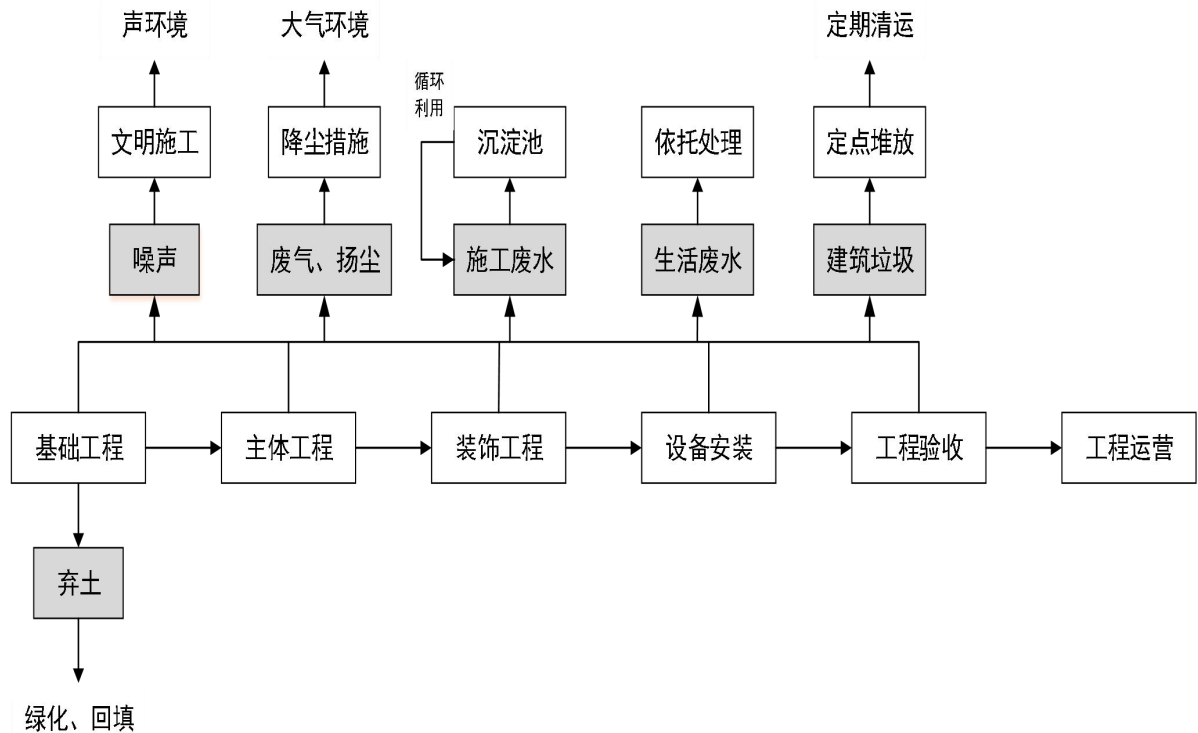 声环境
大气环境
定期清运
循环
利用
文明施工
降尘措施
沉淀池
依托处理
定点堆放
噪声
废气、扬尘
施工废水
生活废水
建筑垃圾
基础工程
主体工程
装饰工程
设备安装
工程验收
工程运营
弃土
绿化、回填